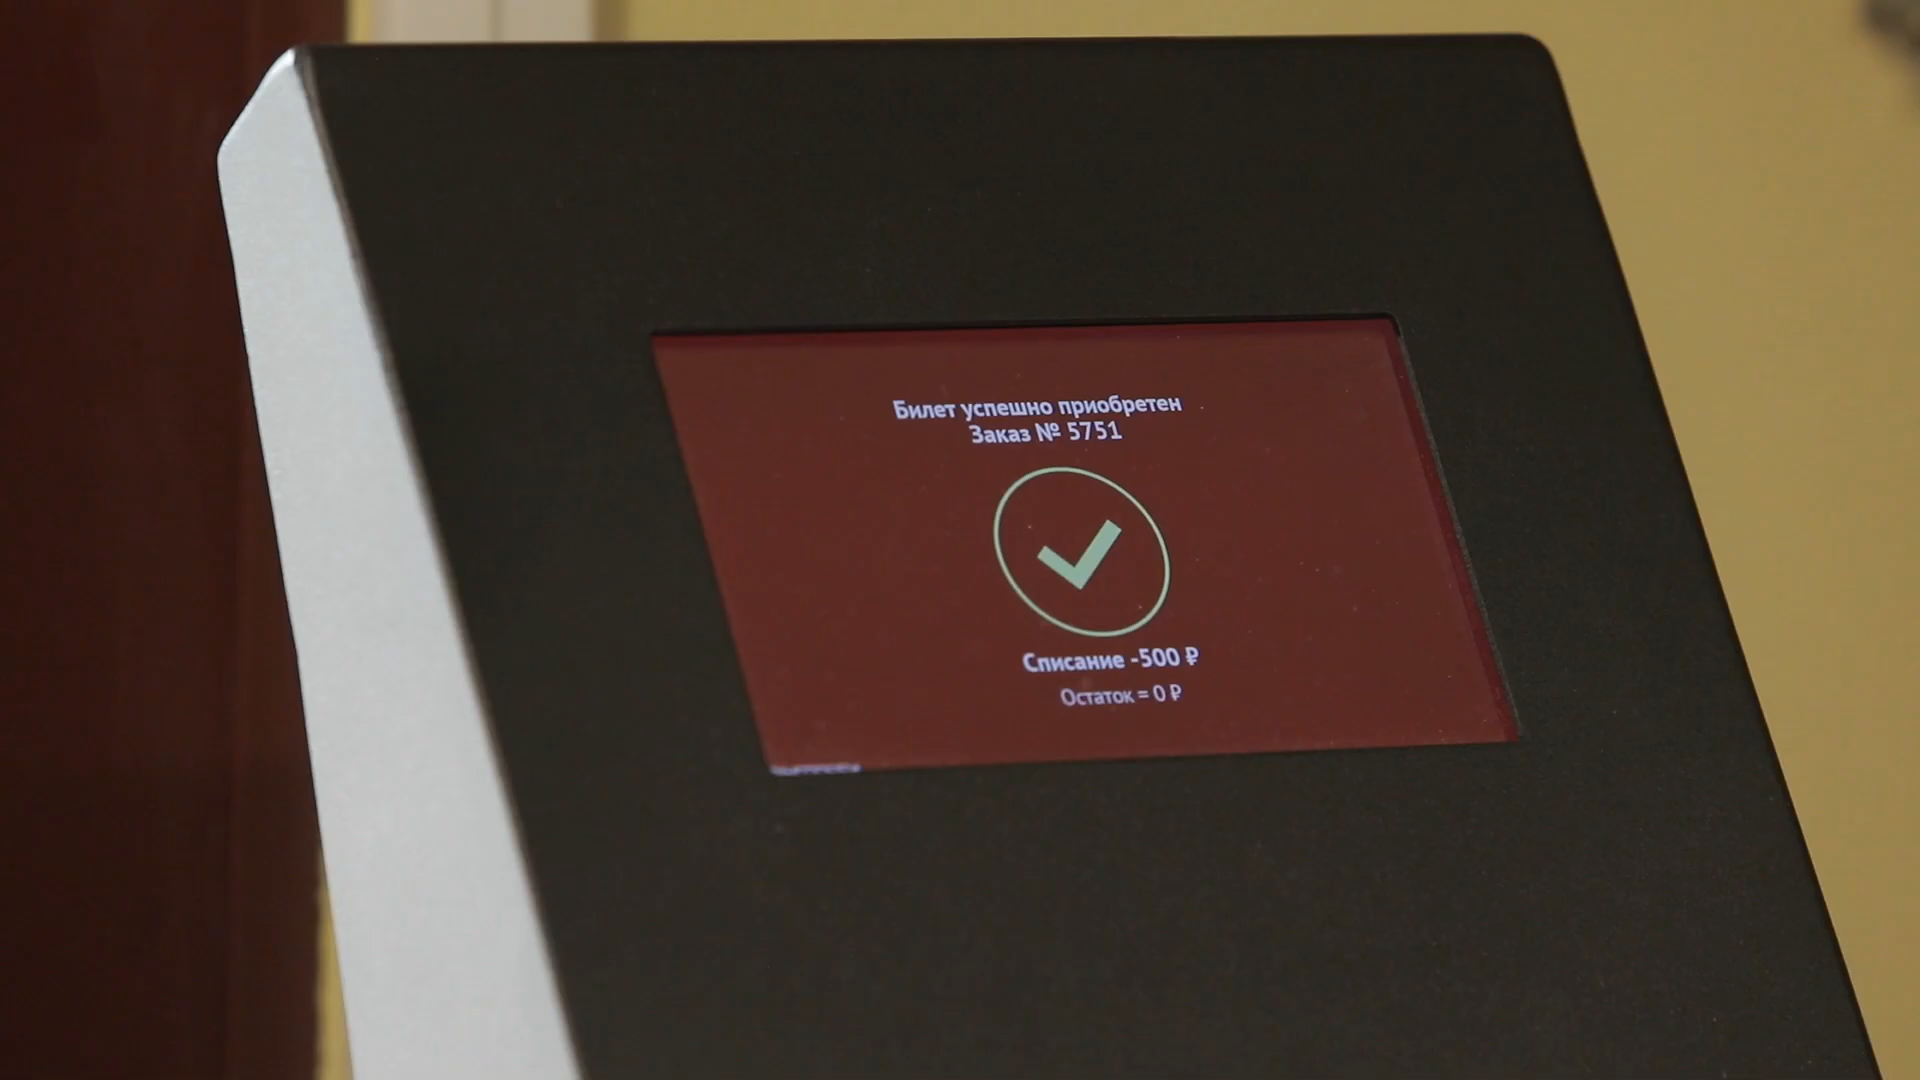 Билет успешно приобретен
Заказ № 5751
Списание -500 ₽
Остаток = 0 ₽